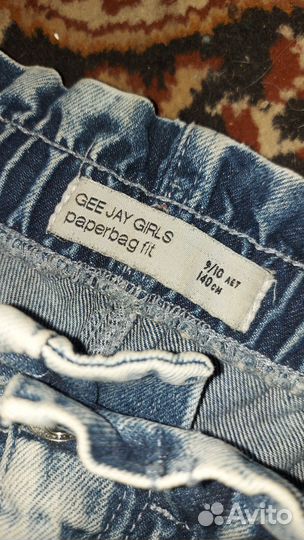 GEE JAY GIRLS
paperbag fit
9/10 ЛЕТ
140 СМ
Avito